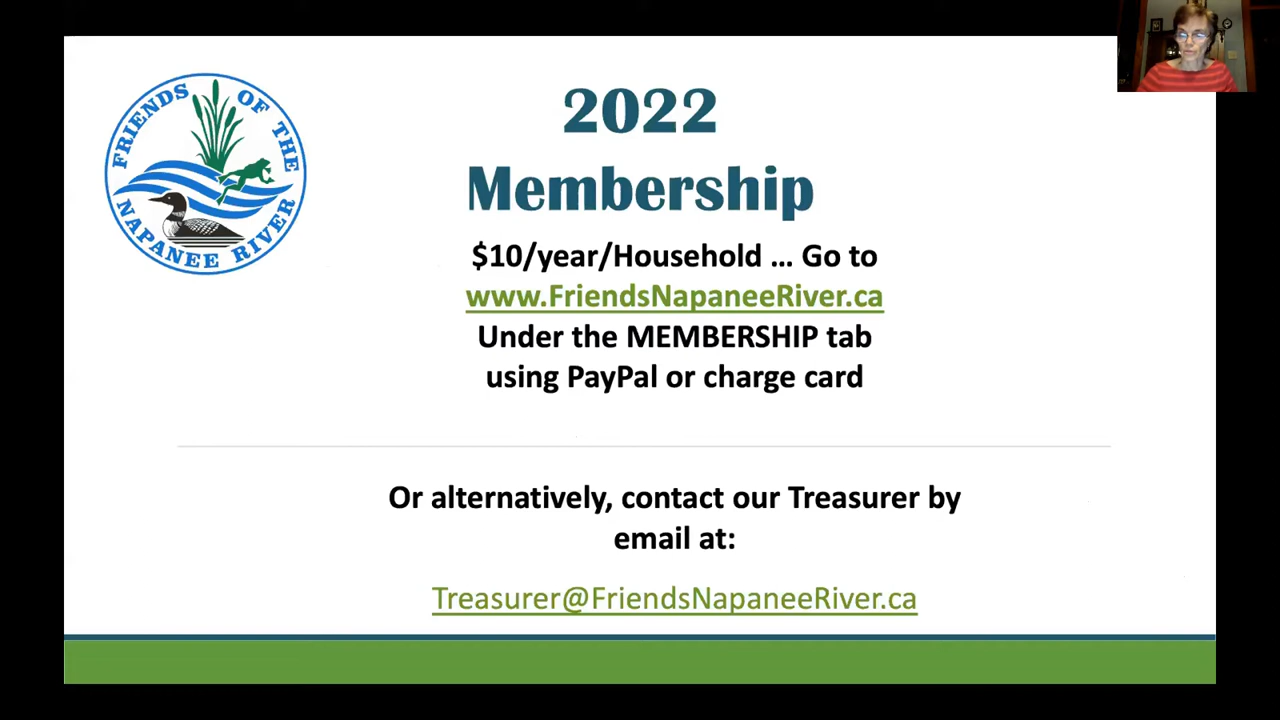 FRIENDS OF THE
NAPANEE RIVER
2022
Membership
$10/year/Household ... Go to
www.FriendsNapaneeRiver.ca
Under the MEMBERSHIP tab
using PayPal or charge card
Or alternatively, contact our Treasurer by
email at:
Treasurer@FriendsNapaneeRiver.ca